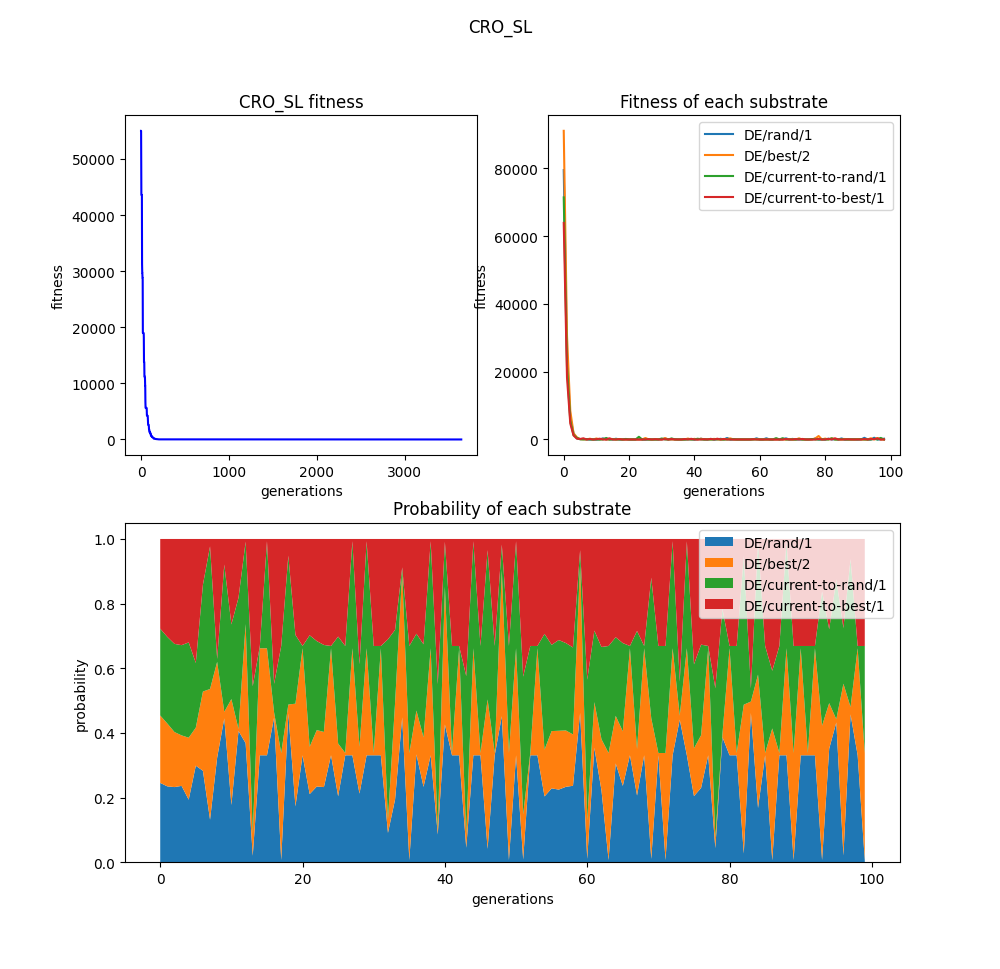 CRO_SL
CRO_SL fitness
fitness
50000
40000
30000
20000
10000
0
0 1000 2000 3000
generations
Fitness of each substrate
fitness
80000
60000
40000
20000
0
DE/rand/1
DE/best/2
DE/current-to-rand/1
DE/current-to-best/1
0 20 40 60 80 100
generations
Probability of each substrate
probability
1.0
0.8
0.6
0.4
0.2
0.0
DE/rand/1
DE/best/2
DE/current-to-rand/1
DE/current-to-best/1
0 20 40 60 80 100
generations